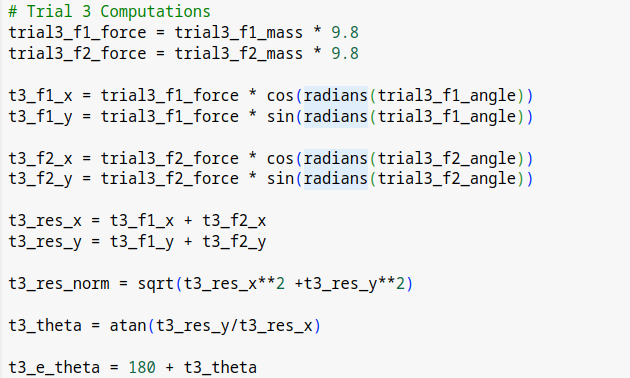 # Trial 3 Computations
trial3_f1_force = trial3_f1_mass * 9.8
trial3_f2_force = trial3_f2_mass * 9.8
t3_f1_x = trial3_f1_force * cos(radians(trial3_f1_angle))
t3_f1_y = trial3_f1_force * sin(radians(trial3_f1_angle))
t3_f2_x = trial3_f2_force * cos(radians(trial3_f2_angle))
t3_f2_y = trial3_f2_force * sin(radians(trial3_f2_angle))
t3_res_x = t3_f1_x + t3_f2_x
t3_res_y = t3_f1_y + t3_f2_y
t3_res_norm = sqrt(t3_res_x**2 +t3_res_y**2)
t3_theta = atan(t3_res_y/t3_res_x)
t3_e_theta = 180 + t3_theta